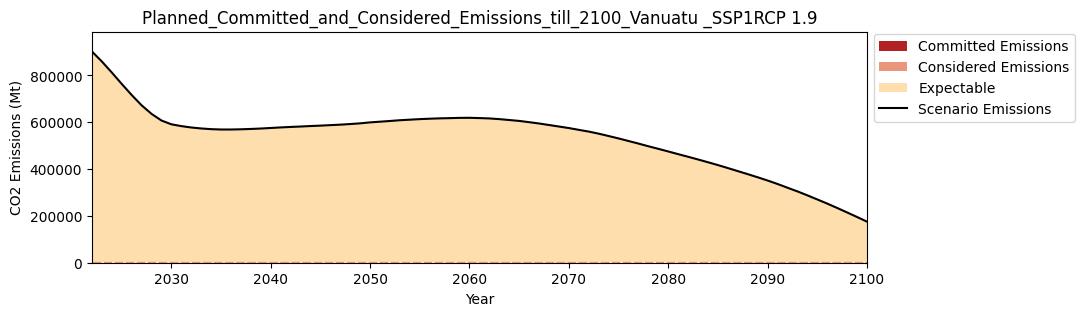 Planned_Committed_and_Considered_Emissions_till_2100_Vanuatu _SSP1RCP 1.9
Committed Emissions
Considered Emissions
Expectable
Scenario Emissions
CO2 Emissions (Mt)
800000
600000
400000
200000
0
2030 2040 2050 2060 2070 2080 2090 2100
Year